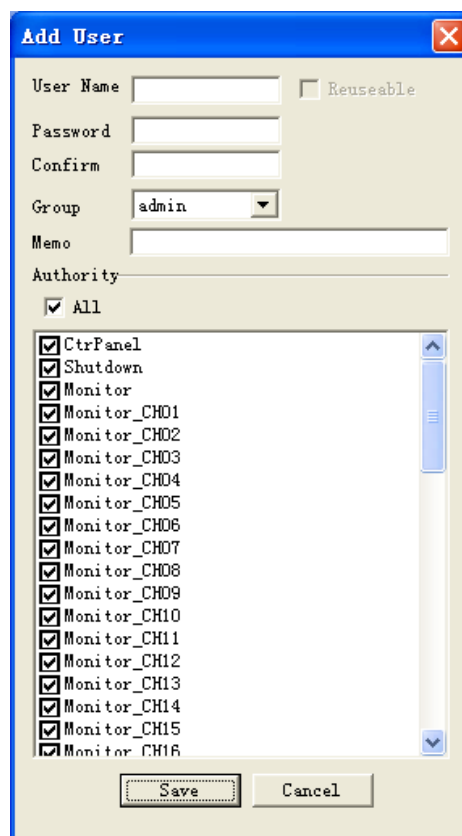 Add User
User Name
Reuseable
Password
Confirm
Group admin
Memo
Authority
All
CtrPanel
Shutdown
Monitor
Monitor_CH01
Monitor_CH02
Monitor_CH03
Monitor_CH04
Monitor_CH05
Monitor_CH06
Monitor_CH07
Monitor_CH08
Monitor_CH09
Monitor_CH10
Monitor_CH11
Monitor_CH12
Monitor_CH13
Monitor_CH14
Monitor_CH15
Monitor_CH16
Save Cancel